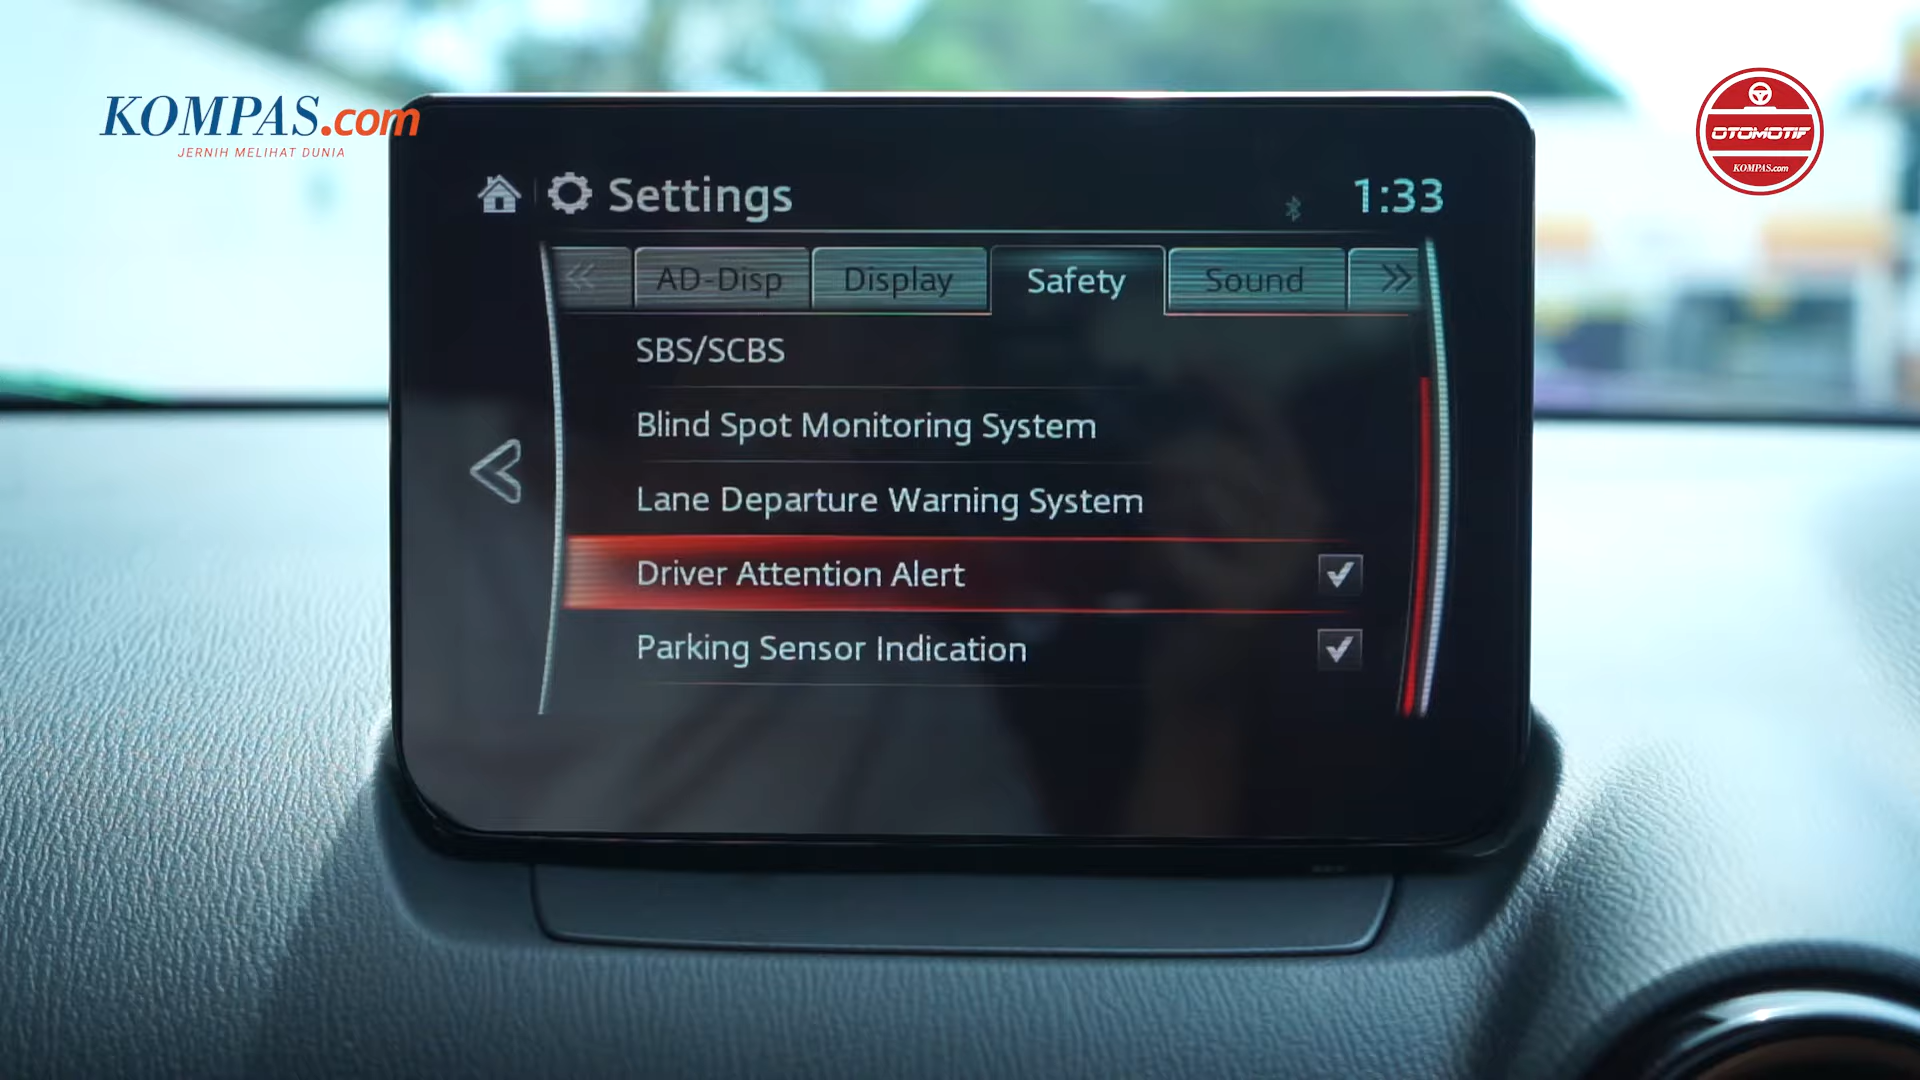 KOMPAS.com
JERNIH MELIHAT DUNIA
OTOMOTIF
KOMPAS.com
Settings
1:33
AD-Disp
Display
Safety
Sound
SBS/SCBS
Blind Spot Monitoring System
Lane Departure Warning System
Driver Attention Alert
Parking Sensor Indication